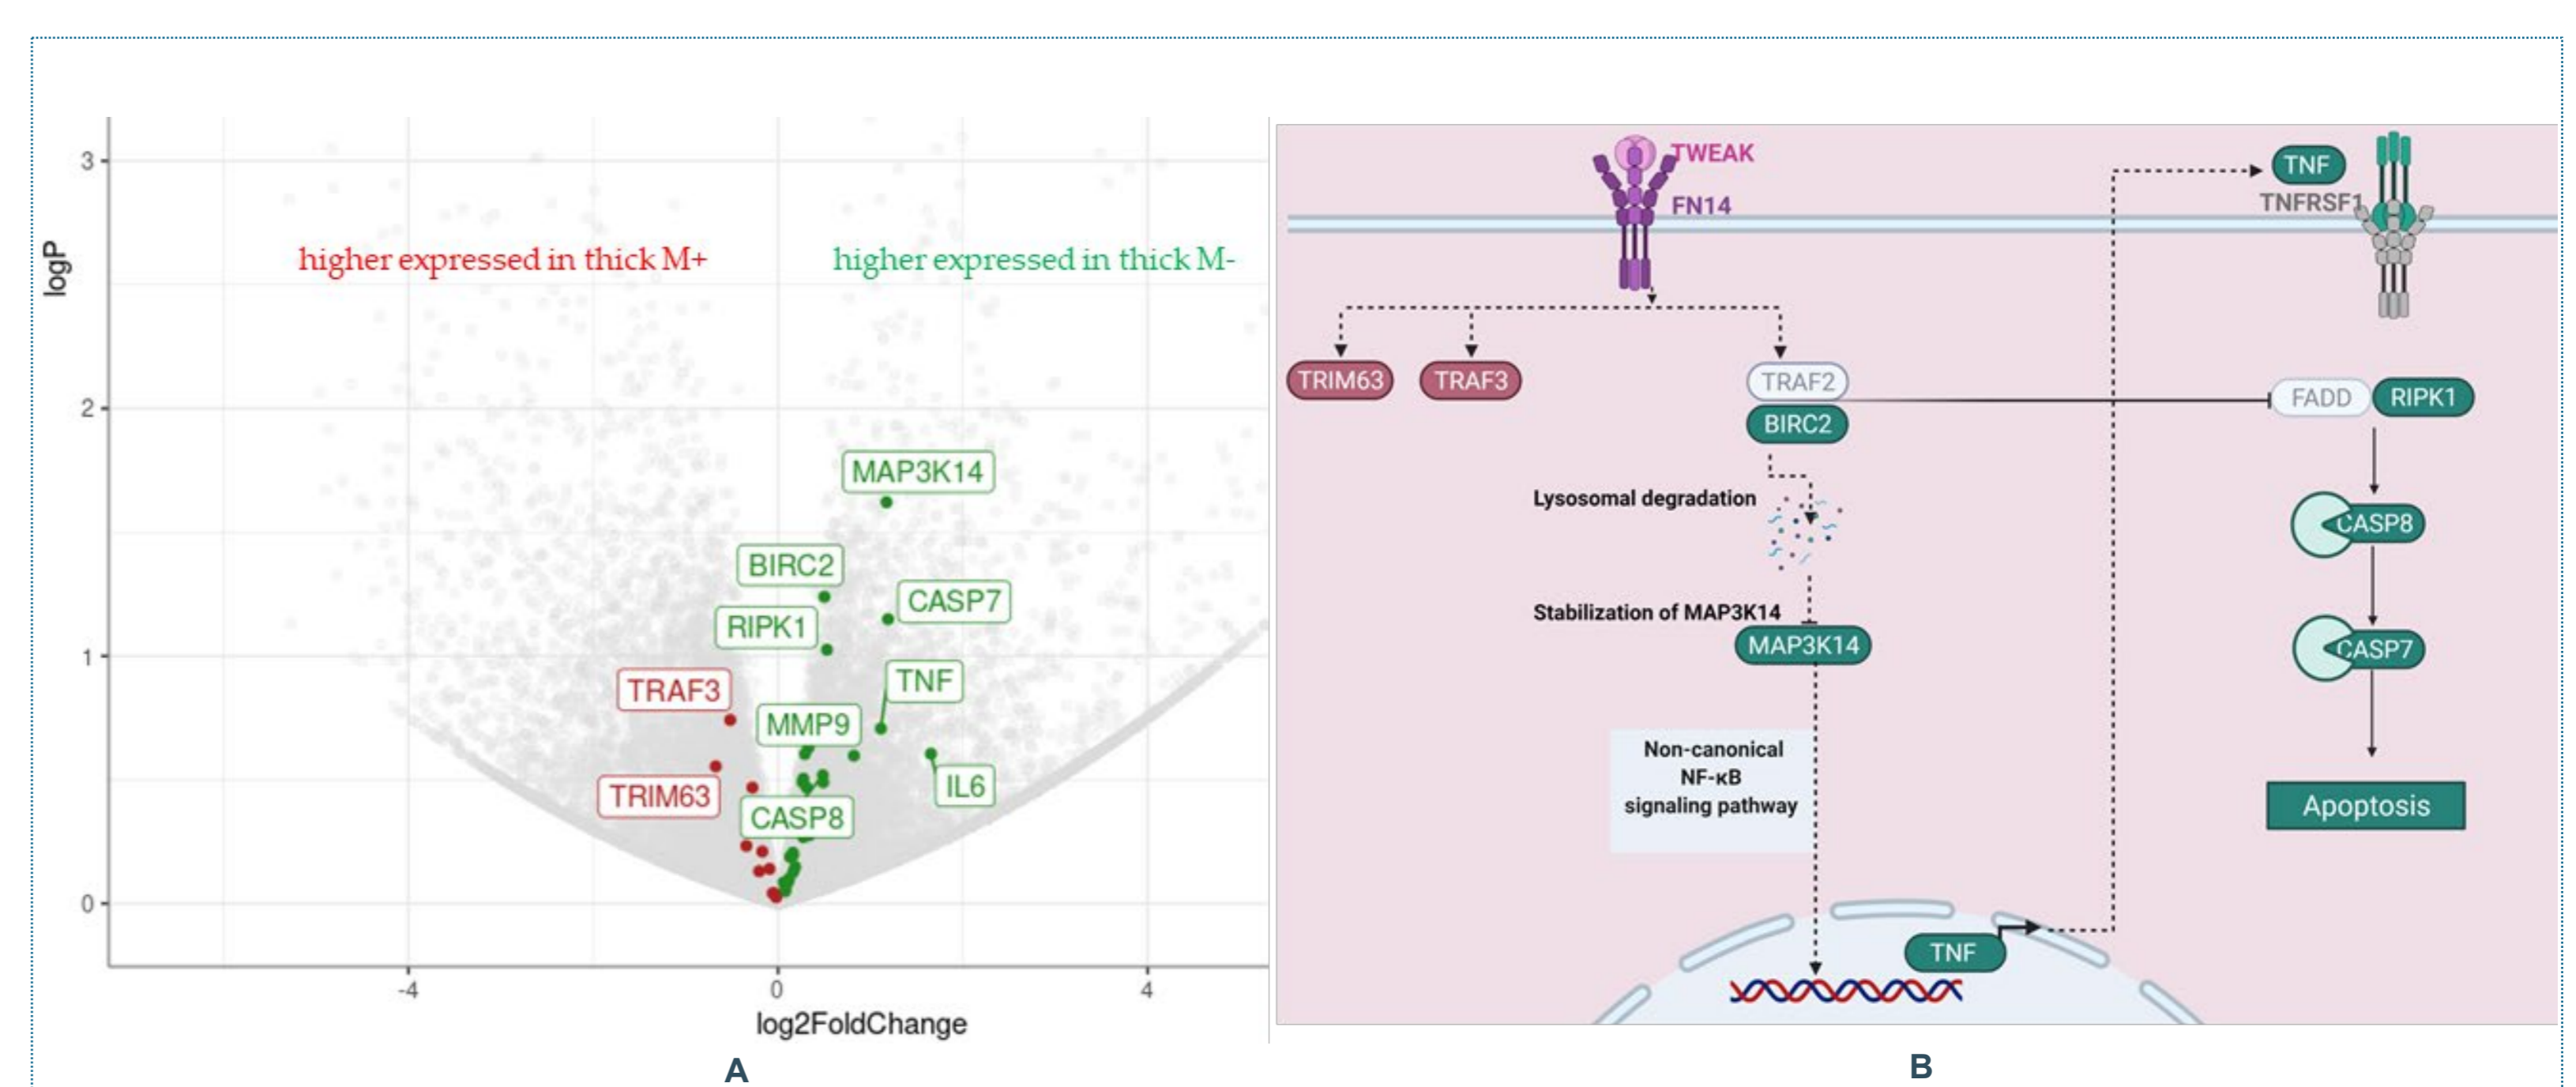 3
2
1
0
logP
higher expressed in thick M+
higher expressed in thick M-
MAP3K14
BIRC2
CASP7
RIPK1
TRAF3
TNF
MMP9
TRIM63
IL6
CASP8
-4
0
4
log2FoldChange
A
TWEAK
FN14
TNF
TNFRSF1
TRIM63
TRAF3
TRAF2
BIRC2
FADD
RIPK1
Lysosomal degradation
CASP8
Stabilization of MAP3K14
MAP3K14
CASP7
Non-canonical
NF-κB
signaling pathway
Apoptosis
TNF
B